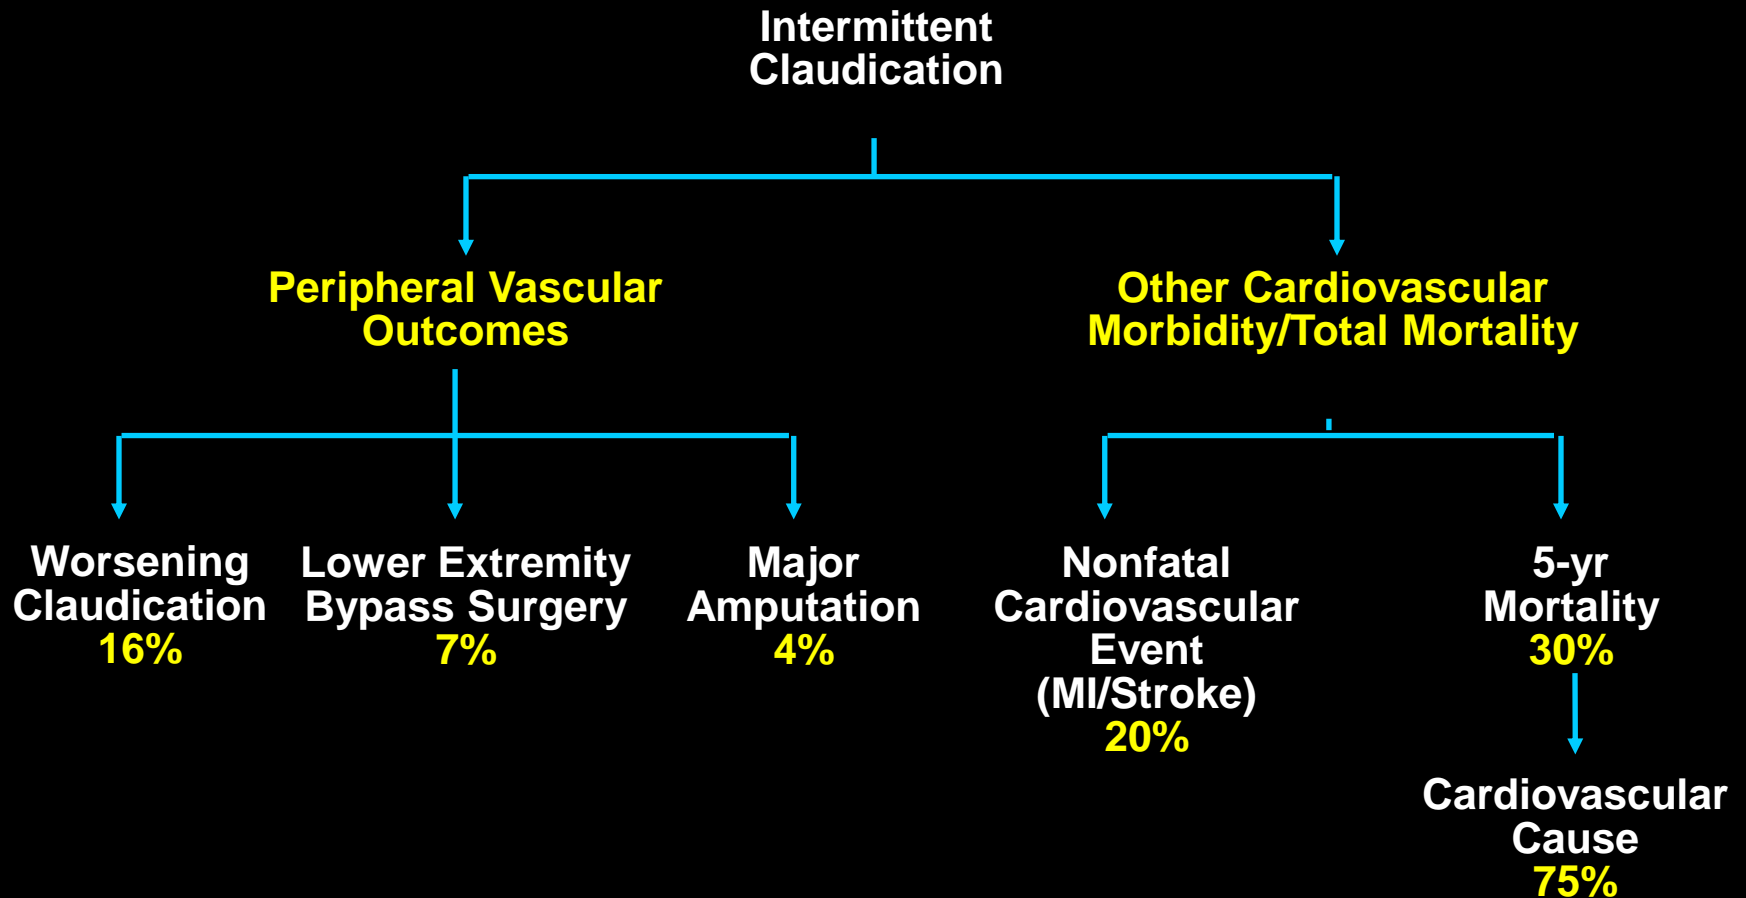 Intermittent
Claudication
Peripheral Vascular
Outcomes
Other Cardiovascular
Morbidity/Total Mortality
Worsening
Claudication
16%
Lower Extremity
Bypass Surgery
7%
Major
Amputation
4%
Nonfatal
Cardiovascular
Event
(MI/Stroke)
20%
5-yr
Mortality
30%
Cardiovascular
Cause
75%